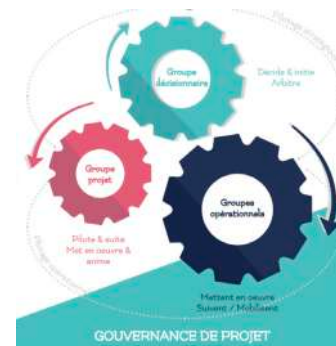 Groupe
décisionnaire
Décide & initie
Arbitre
Groupe
projet
Groupes
opérationnels
Pilote & suite
Met en oeuvre &
anime
Mettent en oeuvre
Suivent / Mobilisent
GOUVERNANCE DE PROJET